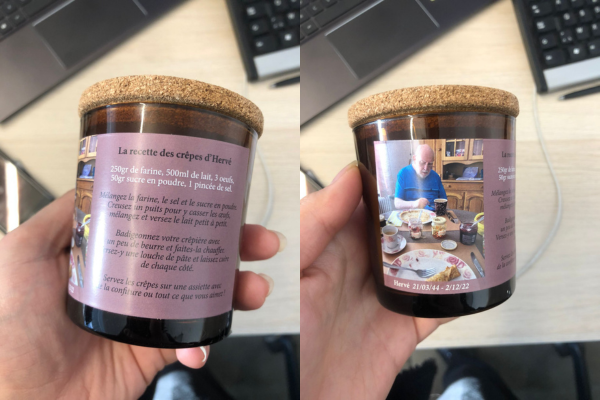 La recette des crêpes d'Hervé
250gr de farine, 500ml de lait, 3 oeufs,
50gr sucre en poudre, 1 pincée de sel.
Mélangez la farine, le sel et le sucre en poudre.
Creusez un puits pour y casser les œufs,
mélangez et versez le lait petit à petit.
Badigeonnez votre crêpière avec
un peu de beurre et faites-la chauffer.
une louche de pâte et laissez cuire
de chaque côté.
Servez les crêpes sur une assiette avec
la confiture ou tout ce que vous aimez !
Hervé 21/03/44 - 2/12/22